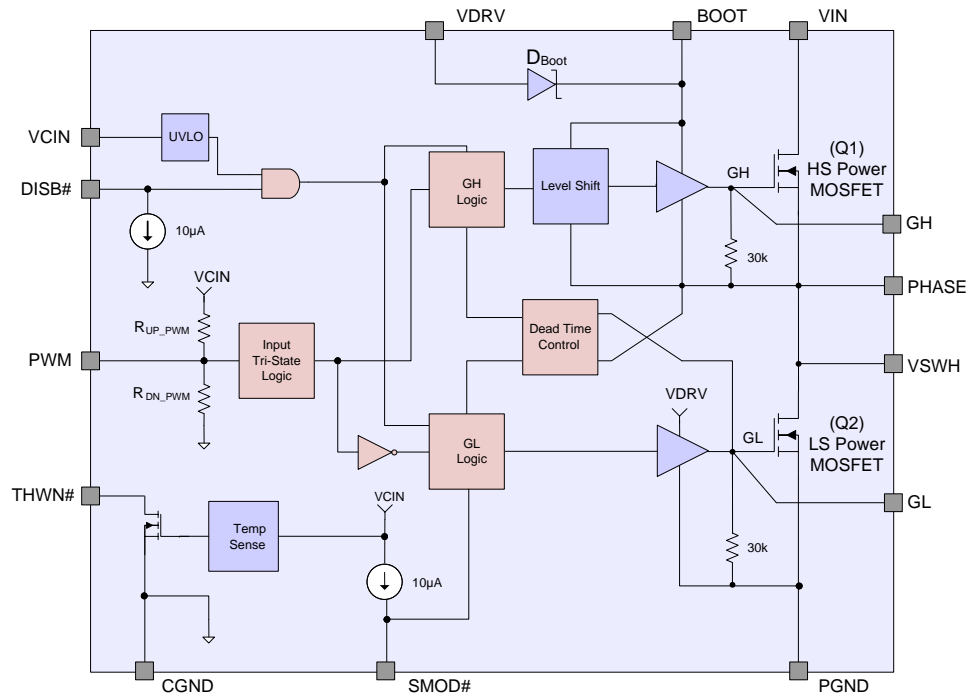 VDRV
BOOT
VIN
DBoot
VCIN
UVLO
(Q1)
HS Power
MOSFET
GH
DISB#
GH
Logic
Level Shift
10µA
GH
30k
VCIN
PHASE
RUP_PWM
Dead Time
Control
PWM
Input
Tri-State
Logic
VSWH
RDN_PWM
VDRV
(Q2)
LS Power
MOSFET
GL
GL
Logic
THWN#
VCIN
GL
Temp
Sense
30k
10µA
CGND
SMOD#
PGND